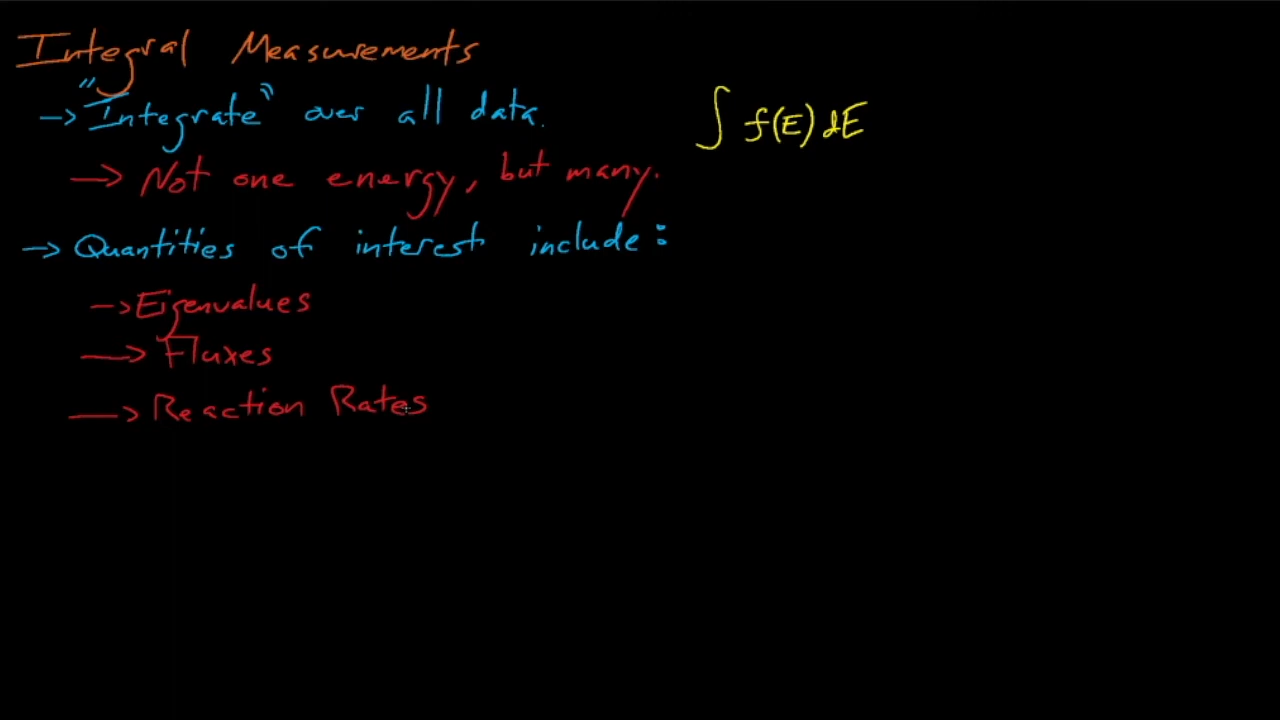 Integral Measurements
→ "Integrate" over all data.
∫ f(E) dE
→ Not one energy, but many.
→ Quantities of interest include:
→ Eigenvalues
→ Fluxes
→ Reaction Rates